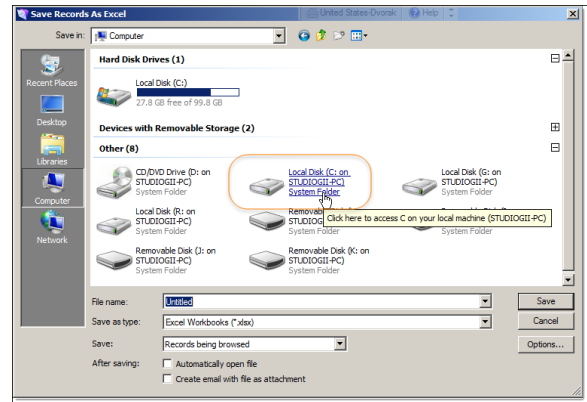 Save Records As Excel
United States-Dvorak Help
Save in: Computer
Recent Places
Desktop
Libraries
Computer
Network
Hard Disk Drives (1)
Local Disk (C:)
27.8 GB free of 99.8 GB
Devices with Removable Storage (2)
Other (8)
CD/DVD Drive (D: on
STUDIOGII-PC)
System Folder
Local Disk (C: on
STUDIOGII-PC)
System Folder
Local Disk (G: on
STUDIOGII-PC)
System Folder
Local Disk (R: on
STUDIOGII-PC)
System Folder
Removable
STUDIOG
System Folder
Click here to access C on your local machine (STUDIOGII-PC)
System Folder
Removable Disk (J: on
STUDIOGII-PC)
System Folder
Removable Disk (K: on
STUDIOGII-PC)
System Folder
File name: Untitled
Save
Save as type: Excel Workbooks (*.xlsx)
Cancel
Save: Records being browsed
Options...
After saving: Automatically open file
Create email with file as attachment